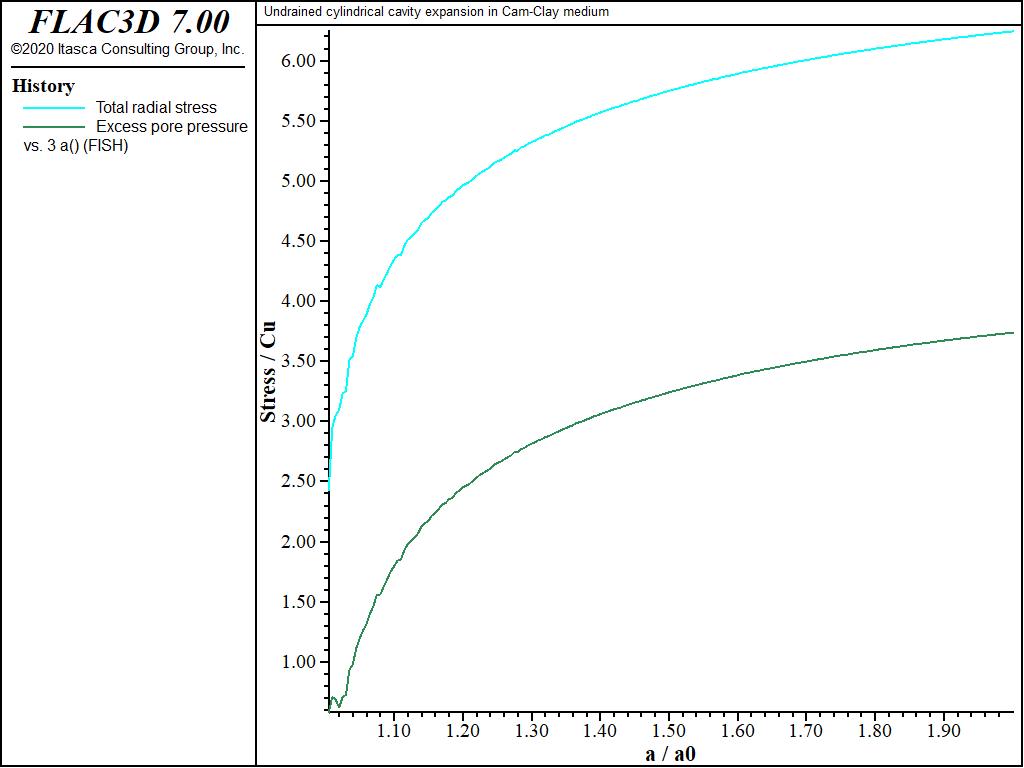 FLAC3D 7.00
©2020 Itasca Consulting Group, Inc.
History
Total radial stress
Excess pore pressure
vs. 3 a() (FISH)
Undrained cylindrical cavity expansion in Cam-Clay medium
6.00
5.50
5.00
4.50
4.00
3.50
3.00
2.50
2.00
1.50
1.00
Stress / Cu
1.10 1.20 1.30 1.40 1.50 1.60 1.70 1.80 1.90
a / a0